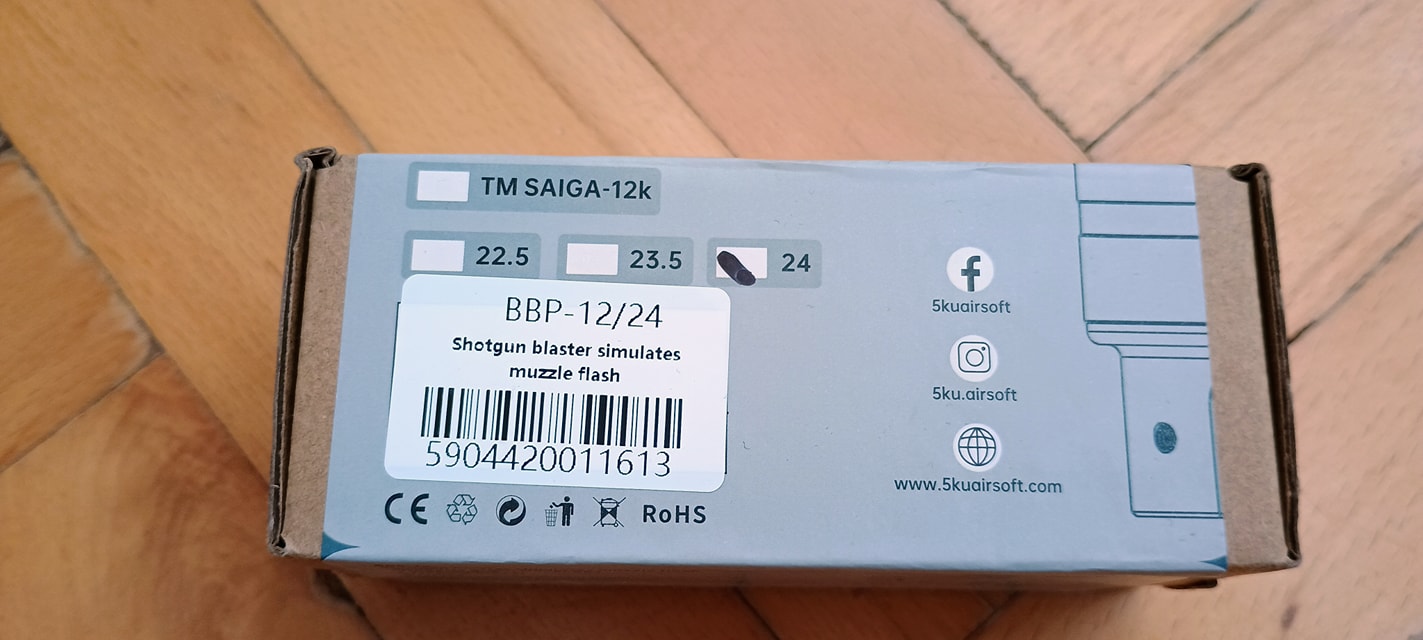 TM SAIGA-12k
22.5
23.5
24
BBP-12/24
Shotgun blaster simulates
muzzle flash
5904420011613
CE
RoHS
5kuairsoft
5ku.airsoft
www.5kuairsoft.com